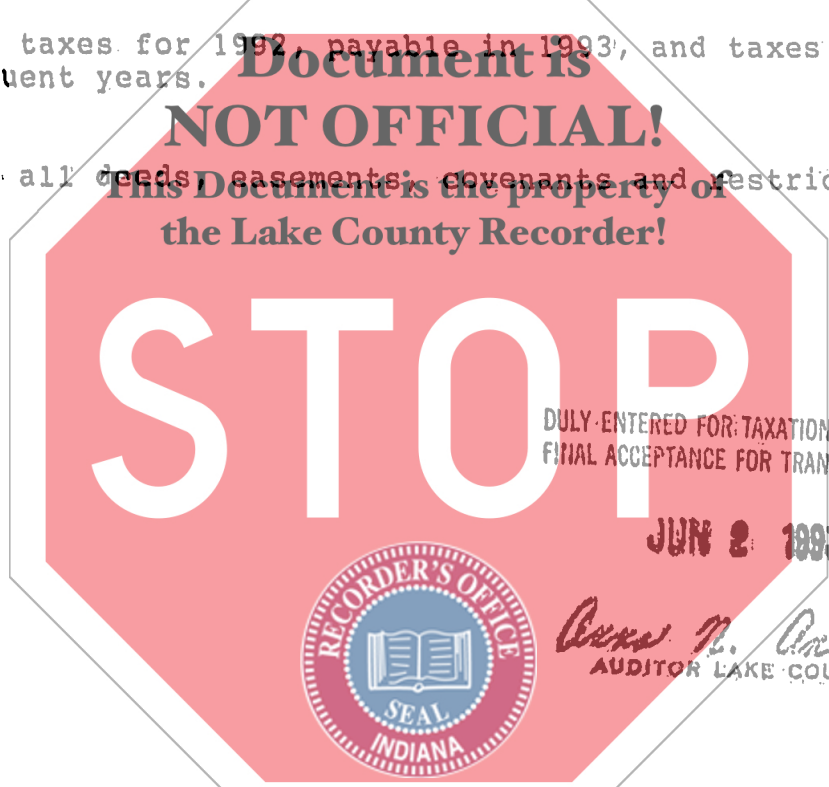 taxes for 1992, payable in 1993, and taxes
uent years.
Document is
NOT OFFICIAL!
all deeds, easements, covenants and restric
This Document is the property of
the Lake County Recorder!
STOP
DULY ENTERED FOR TAXATION
FINAL ACCEPTANCE FOR TRAN
JUN 2 199
N.
AUDITOR LAKE COU
RECORDER'S OFFICE
SEAL
INDIANA